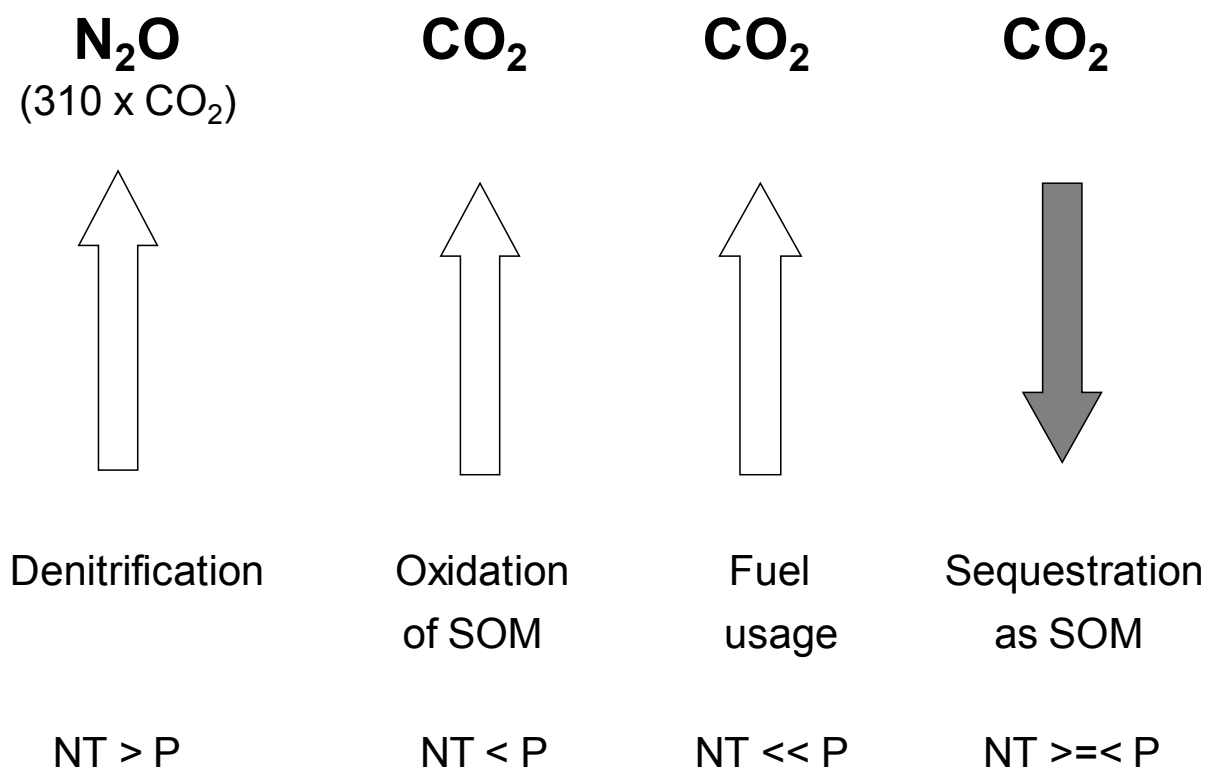 N₂O CO₂ CO₂ CO₂
(310 x CO₂)
Denitrification Oxidation Fuel Sequestration
of SOM usage as SOM
NT > P NT < P NT << P NT >=< P